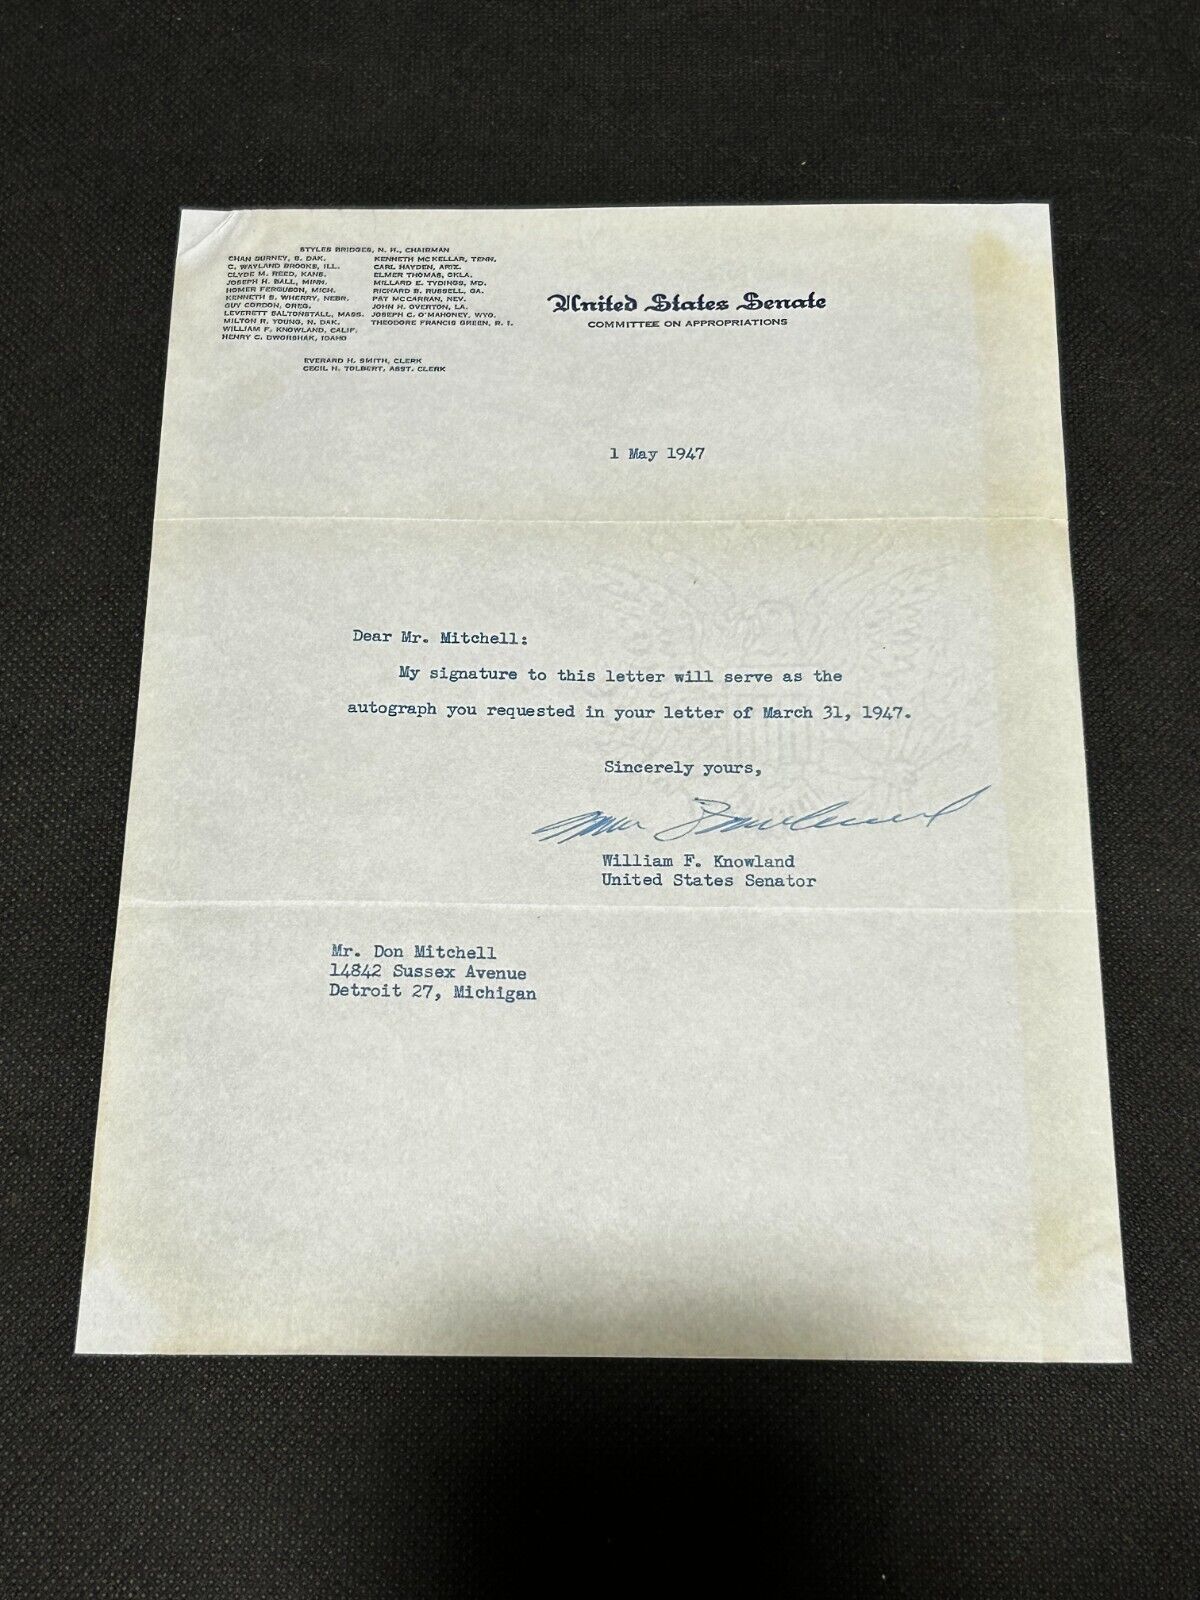 STYLES BRIDGES, N. H., CHAIRMAN
CHAN GURNEY, S. DAK.
C. WAYLAND BROOKS, ILL.
CLYDE M. REED, KANS.
JOSEPH H. BALL, MINN.
HOMER FERGUSON, MICH.
KENNETH S. WHERRY, NEBR.
GUY CORDON, OREG.
LEVERETT SALTONSTALL, MASS.
MILTON R. YOUNG, N. DAK.
WILLIAM F. KNOWLAND, CALIF.
HENRY C. DWORSHAK, IDAHO
KENNETH MCKELLAR, TENN.
CARL HAYDEN, ARIZ.
ELMER THOMAS, OKLA.
MILLARD E. TYDINGS, MD.
RICHARD B. RUSSELL, GA.
PAT MCCARRAN, NEV.
JOHN H. OVERTON, LA.
JOSEPH C. O'MAHONEY, WYO.
THEODORE FRANCIS GREEN, R. I.
EVERARD H. SMITH, CLERK
CECIL H. TOLBERT, ASST. CLERK
United States Senate
COMMITTEE ON APPROPRIATIONS
1 May 1947
Dear Mr. Mitchell:
My signature to this letter will serve as the
autograph you requested in your letter of March 31, 1947.
Sincerely yours,
William F. Knowland
United States Senator
Mr. Don Mitchell
14842 Sussex Avenue
Detroit 27, Michigan